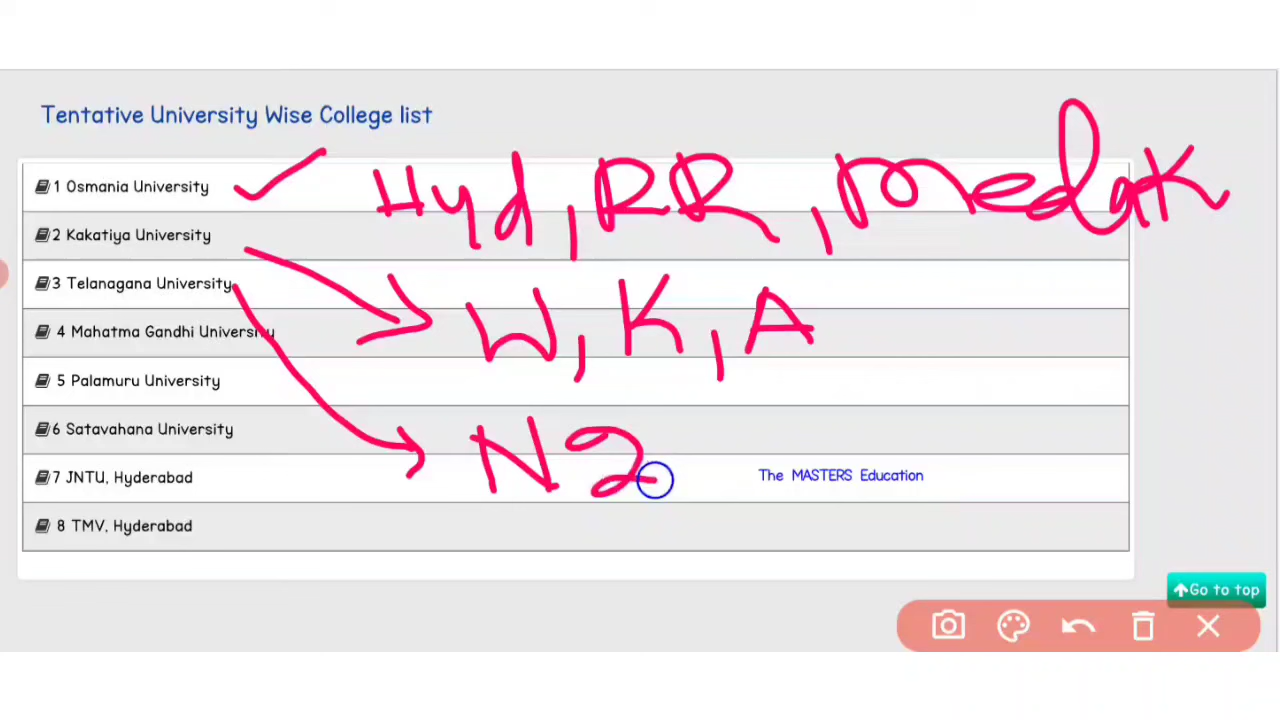 Tentative University Wise College list
1 Osmania University
Hyd, RR, Medak
2 Kakatiya University
3 Telanagana University
W, K, A
4 Mahatma Gandhi University
5 Palamuru University
6 Satavahana University
N2
7 JNTU, Hyderabad
The MASTERS Education
8 TMV, Hyderabad
Go to top